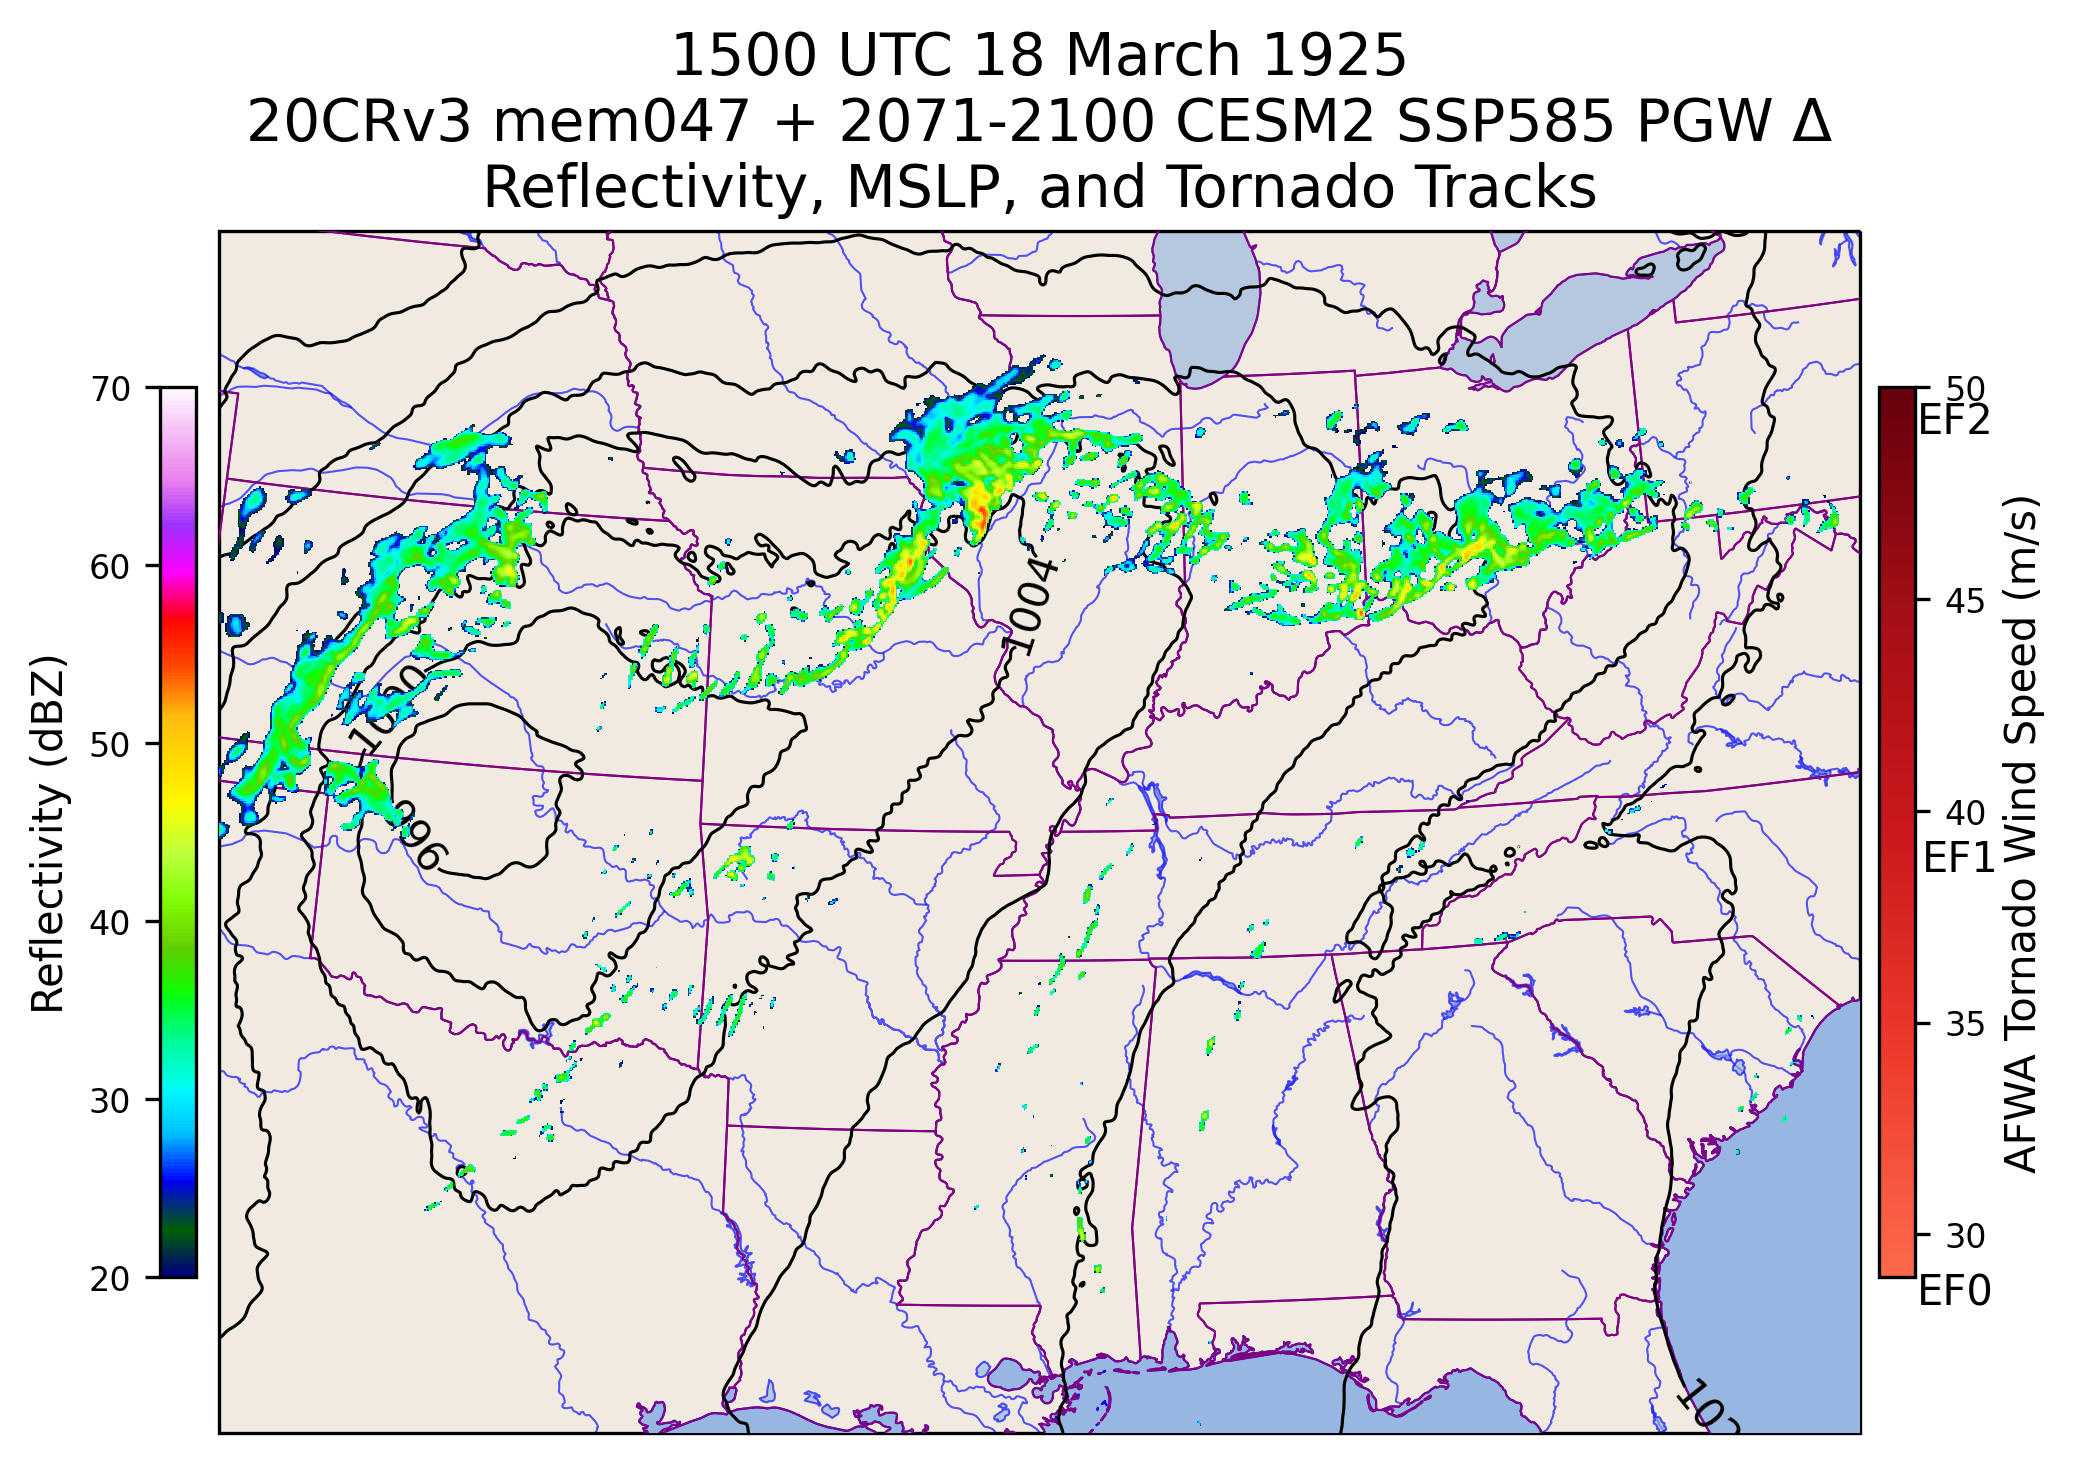 1500 UTC 18 March 1925
20CRv3 mem047 + 2071-2100 CESM2 SSP585 PGW Δ
Reflectivity, MSLP, and Tornado Tracks
Reflectivity (dBZ)
70
60
50
40
30
20
1004
1000
996
50
EF2
45
40
EF1
35
30
EF0
AFWA Tornado Wind Speed (m/s)